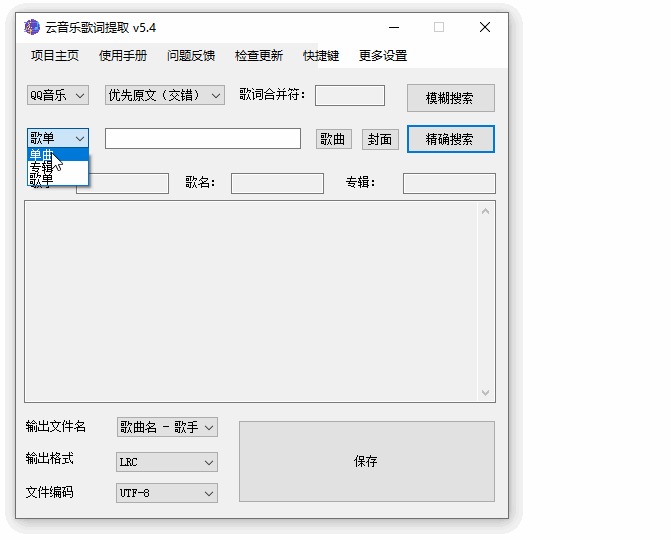 云音乐歌词提取 v5.4
项目主页 使用手册 问题反馈 检查更新 快捷键 更多设置
QQ音乐 优先原文（交错） 歌词合并符： 模糊搜索
歌单 歌曲 封面 精确搜索
单曲
专辑
歌单
歌名： 专辑：
输出文件名 歌曲名 - 歌手
输出格式 LRC 保存
文件编码 UTF-8